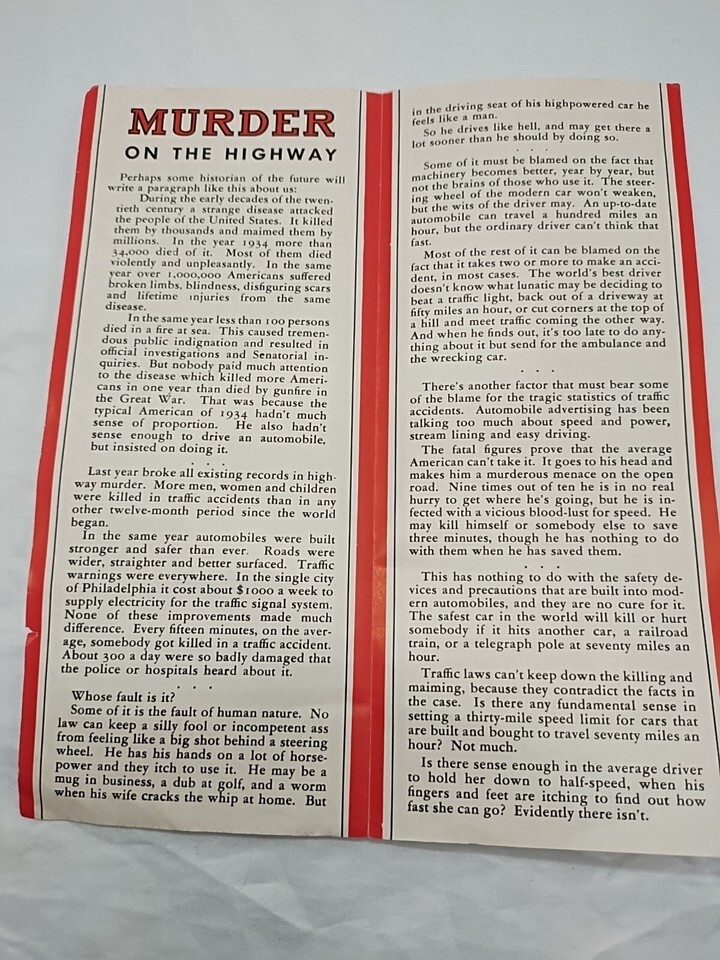 MURDER
ON THE HIGHWAY
Perhaps some historian of the future will
write a paragraph like this about us:
During the early decades of the twen-
tieth century a strange disease attacked
the people of the United States. It killed
them by thousands and maimed them by
millions. In the year 1934 more than
34,000 died of it. Most of them died
violently and unpleasantly. In the same
year over 1,000,000 Americans suffered
broken limbs, blindness, disfiguring scars
and lifetime injuries from the same
disease.
In the same year less than 100 persons
died in a fire at sea. This caused tremen-
dous public indignation and resulted in
official investigations and Senatorial in-
quiries. But nobody paid much attention
to the disease which killed more Ameri-
cans in one year than died by gunfire in
the Great War. That was because the
typical American of 1934 hadn't much
sense of proportion. He also hadn't
sense enough to drive an automobile,
but insisted on doing it.
. . .
Last year broke all existing records in high-
way murder. More men, women and children
were killed in traffic accidents than in any
other twelve-month period since the world
began.
In the same year automobiles were built
stronger and safer than ever. Roads were
wider, straighter and better surfaced. Traffic
warnings were everywhere. In the single city
of Philadelphia it cost about $1000 a week to
supply electricity for the traffic signal system.
None of these improvements made much
difference. Every fifteen minutes, on the aver-
age, somebody got killed in a traffic accident.
About 300 a day were so badly damaged that
the police or hospitals heard about it.
. . .
Whose fault is it?
Some of it is the fault of human nature. No
law can keep a silly fool or incompetent ass
from feeling like a big shot behind a steering
wheel. He has his hands on a lot of horse-
power and they itch to use it. He may be a
mug in business, a dub at golf, and a worm
when his wife cracks the whip at home. But
in the driving seat of his highpowered car he
feels like a man.
So he drives like hell, and may get there a
lot sooner than he should by doing so.
. . .
Some of it must be blamed on the fact that
machinery becomes better, year by year, but
not the brains of those who use it. The steer-
ing wheel of the modern car won't weaken,
but the wits of the driver may. An up-to-date
automobile can travel a hundred miles an
hour, but the ordinary driver can't think that
fast.
Most of the rest of it can be blamed on the
fact that it takes two or more to make an acci-
dent, in most cases. The world's best driver
doesn't know what lunatic may be deciding to
beat a traffic light, back out of a driveway at
fifty miles an hour, or cut corners at the top of
a hill and meet traffic coming the other way.
And when he finds out, it's too late to do any-
thing about it but send for the ambulance and
the wrecking car.
. . .
There's another factor that must bear some
of the blame for the tragic statistics of traffic
accidents. Automobile advertising has been
talking too much about speed and power,
stream lining and easy driving.
The fatal figures prove that the average
American can't take it. It goes to his head and
makes him a murderous menace on the open
road. Nine times out of ten he is in no real
hurry to get where he's going, but he is in-
fected with a vicious blood-lust for speed. He
may kill himself or somebody else to save
three minutes, though he has nothing to do
with them when he has saved them.
. . .
This has nothing to do with the safety de-
vices and precautions that are built into mod-
ern automobiles, and they are no cure for it.
The safest car in the world will kill or hurt
somebody if it hits another car, a railroad
train, or a telegraph pole at seventy miles an
hour.
Traffic laws can't keep down the killing and
maiming, because they contradict the facts in
the case. Is there any fundamental sense in
setting a thirty-mile speed limit for cars that
are built and bought to travel seventy miles an
hour? Not much.
Is there sense enough in the average driver
to hold her down to half-speed, when his
fingers and feet are itching to find out how
fast she can go? Evidently there isn't.